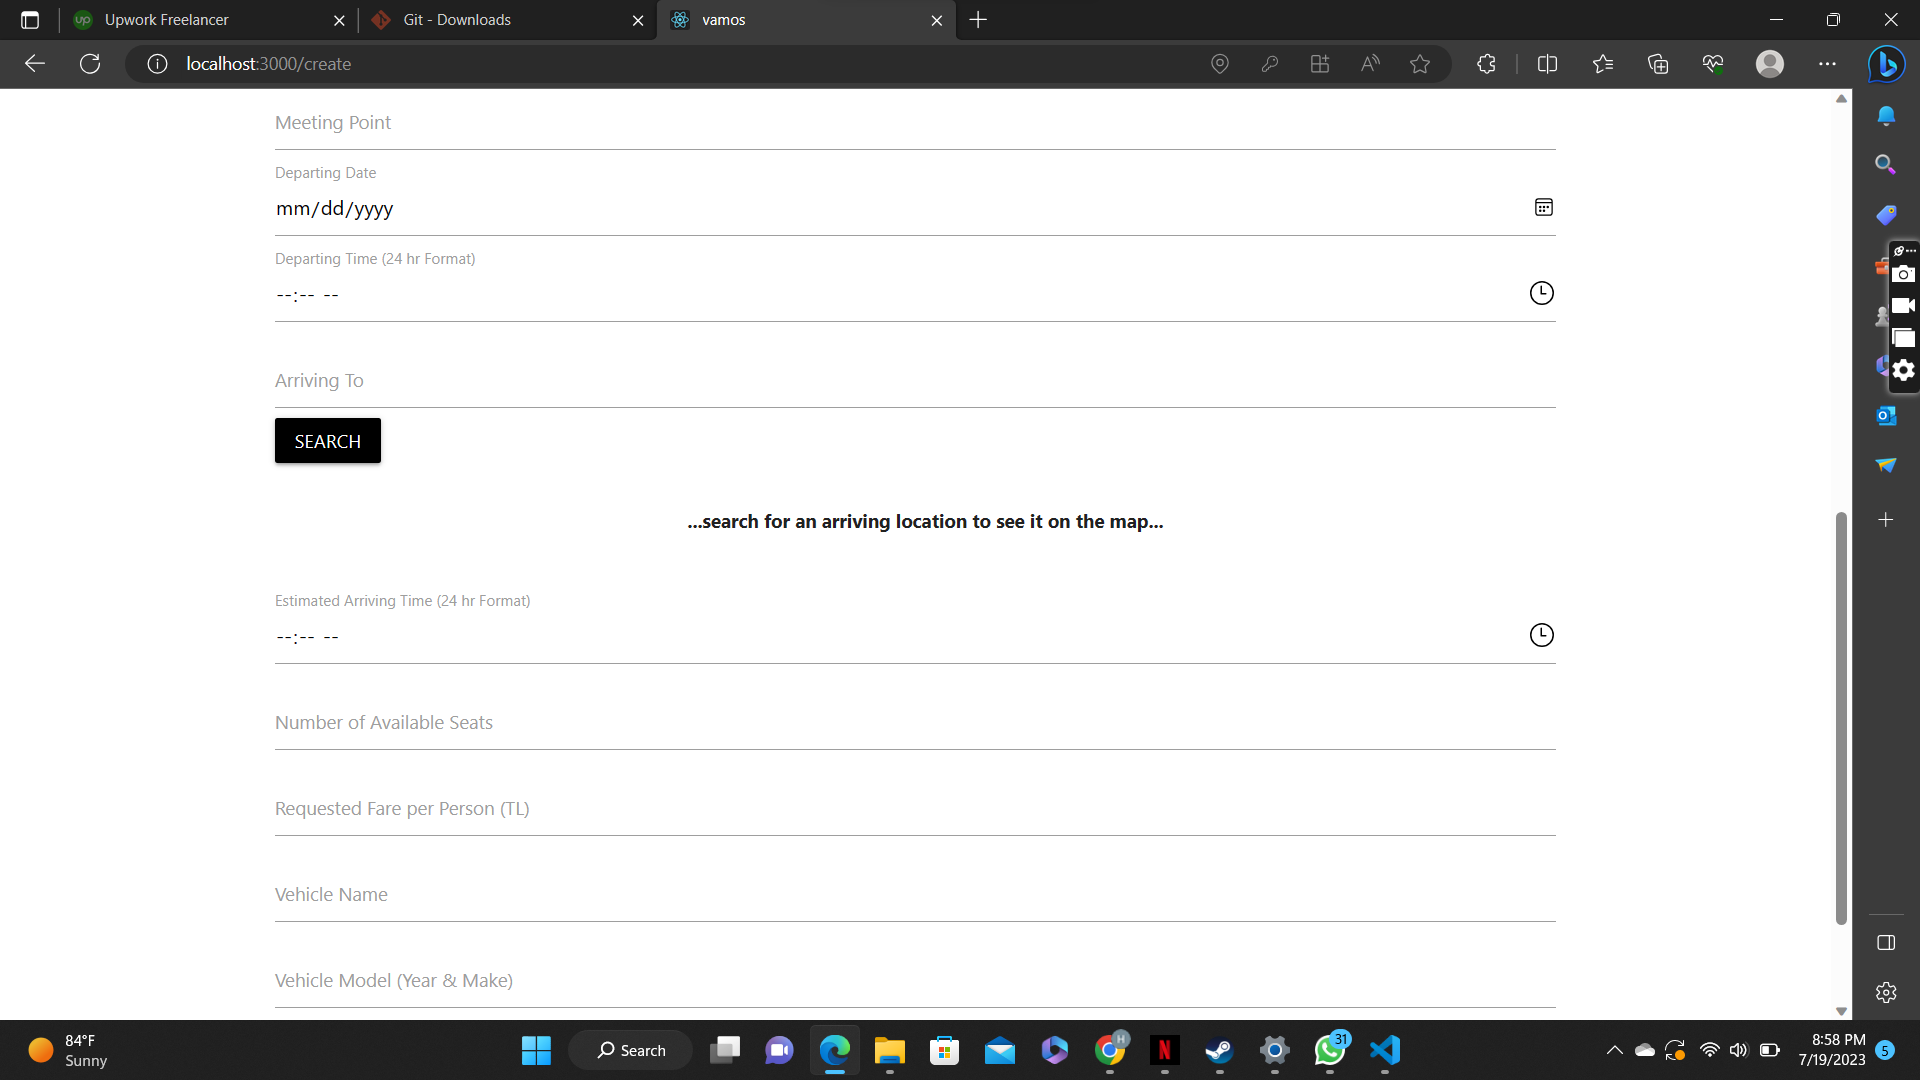 Upwork Freelancer
Git - Downloads
vamos
localhost:3000/create
Meeting Point
Departing Date
mm/dd/yyyy
Departing Time (24 hr Format)
--:-- --
Arriving To
SEARCH
...search for an arriving location to see it on the map...
Estimated Arriving Time (24 hr Format)
--:-- --
Number of Available Seats
Requested Fare per Person (TL)
Vehicle Name
Vehicle Model (Year & Make)
84°F
Sunny
Search
H
N
31
8:58 PM
7/19/2023
5